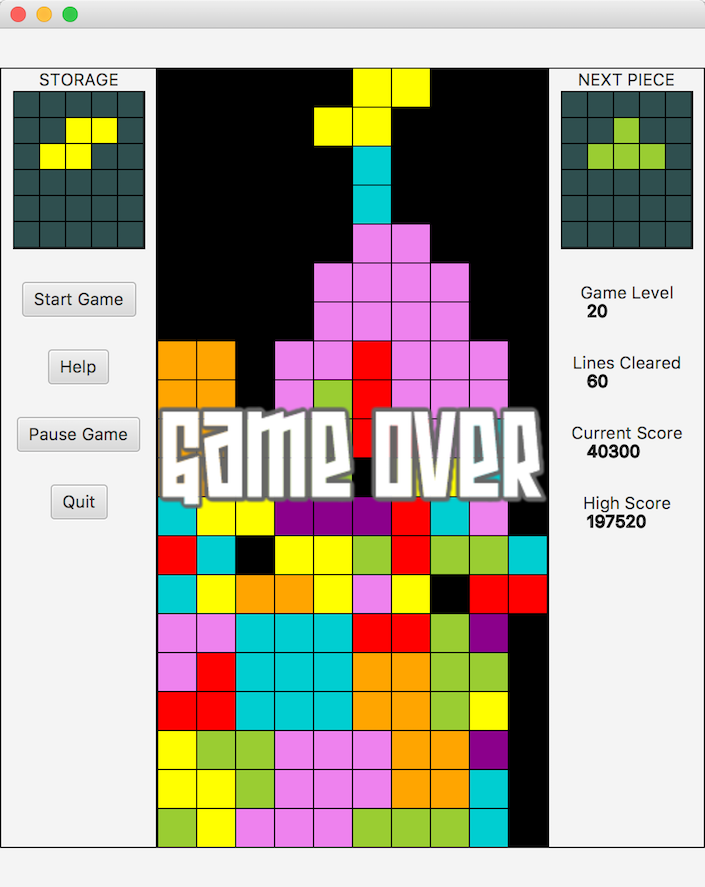 STORAGE
NEXT PIECE
Start Game
Help
Pause Game
Quit
GAME OVER
Game Level
20
Lines Cleared
60
Current Score
40300
High Score
197520